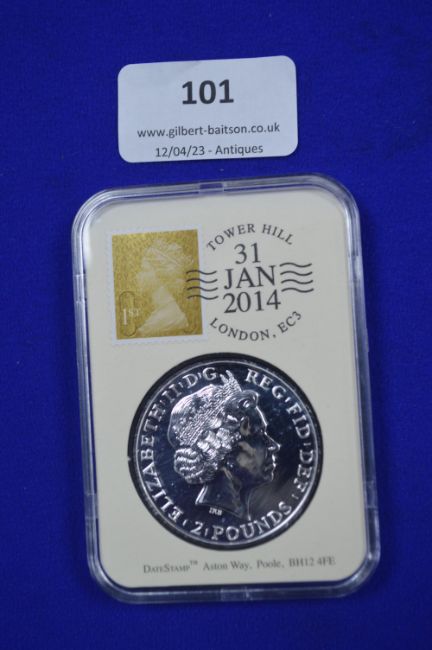 101
www.gilbert-baitson.co.uk
12/04/23 - Antiques
1ST
TOWER HILL
31
JAN
2014
LONDON, EC3
ELIZABETH·II·D·G
REG·FID·DEF
2·POUNDS
IRB
DATESTAMP™ Aston Way, Poole, BH12 4FE